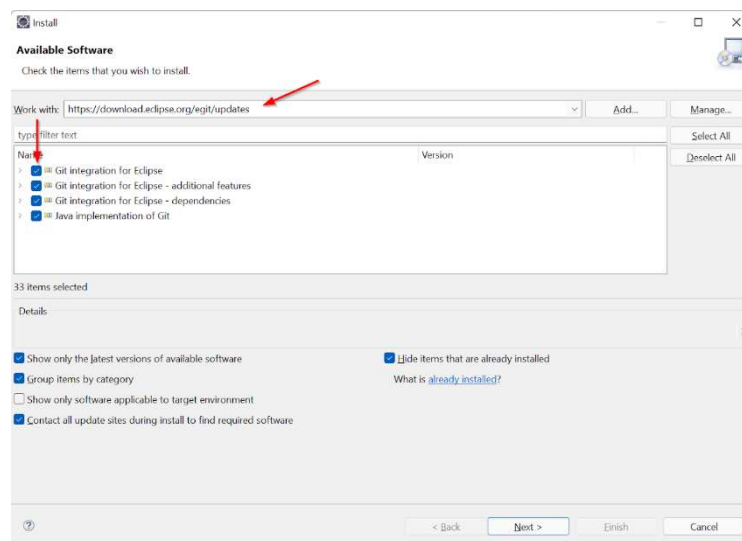 Install
Available Software
Check the items that you wish to install.
Work with: https://download.eclipse.org/egit/updates Add... Manage...
type filter text Select All
Name Version Deselect All
Git integration for Eclipse
Git integration for Eclipse - additional features
Git integration for Eclipse - dependencies
Java implementation of Git
33 items selected
Details
Show only the latest versions of available software Hide items that are already installed
Group items by category What is already installed?
Show only software applicable to target environment
Contact all update sites during install to find required software
? < Back Next > Finish Cancel